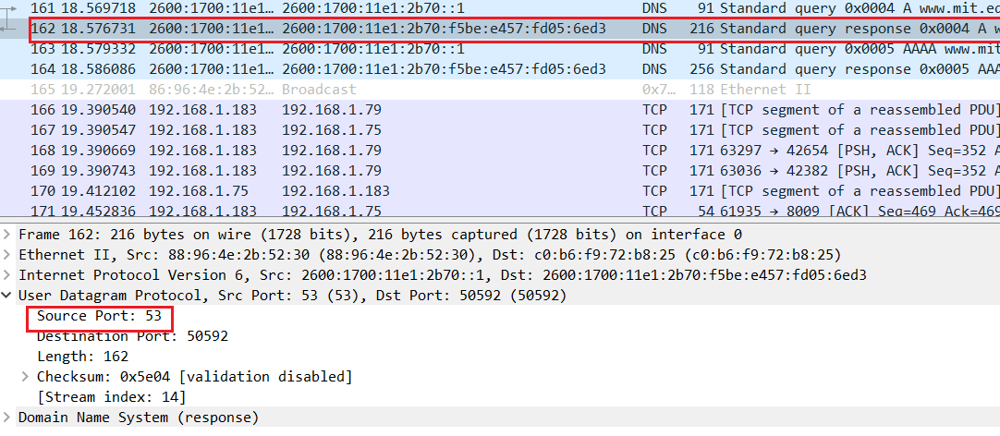 161 18.569718 2600:1700:11e1… 2600:1700:11e1:2b70::1 DNS 91 Standard query 0x0004 A www.mit.ed
162 18.576731 2600:1700:11e1… 2600:1700:11e1:2b70:f5be:e457:fd05:6ed3 DNS 216 Standard query response 0x0004 A w
163 18.579332 2600:1700:11e1… 2600:1700:11e1:2b70::1 DNS 91 Standard query 0x0005 AAAA www.mit
164 18.586086 2600:1700:11e1… 2600:1700:11e1:2b70:f5be:e457:fd05:6ed3 DNS 256 Standard query response 0x0005 AAA
165 19.272001 86:96:4e:2b:52… Broadcast 0x7… 118 Ethernet II
166 19.390540 192.168.1.183 192.168.1.79 TCP 171 [TCP segment of a reassembled PDU]
167 19.390547 192.168.1.183 192.168.1.75 TCP 171 [TCP segment of a reassembled PDU]
168 19.390669 192.168.1.183 192.168.1.79 TCP 171 63297 → 42654 [PSH, ACK] Seq=352 A
169 19.390743 192.168.1.183 192.168.1.79 TCP 171 63036 → 42382 [PSH, ACK] Seq=352 A
170 19.412102 192.168.1.75 192.168.1.183 TCP 171 [TCP segment of a reassembled PDU]
171 19.452836 192.168.1.183 192.168.1.75 TCP 54 61935 → 8009 [ACK] Seq=469 Ack=469
Frame 162: 216 bytes on wire (1728 bits), 216 bytes captured (1728 bits) on interface 0
Ethernet II, Src: 88:96:4e:2b:52:30 (88:96:4e:2b:52:30), Dst: c0:b6:f9:72:b8:25 (c0:b6:f9:72:b8:25)
Internet Protocol Version 6, Src: 2600:1700:11e1:2b70::1, Dst: 2600:1700:11e1:2b70:f5be:e457:fd05:6ed3
User Datagram Protocol, Src Port: 53 (53), Dst Port: 50592 (50592)
Source Port: 53
Destination Port: 50592
Length: 162
Checksum: 0x5e04 [validation disabled]
[Stream index: 14]
Domain Name System (response)